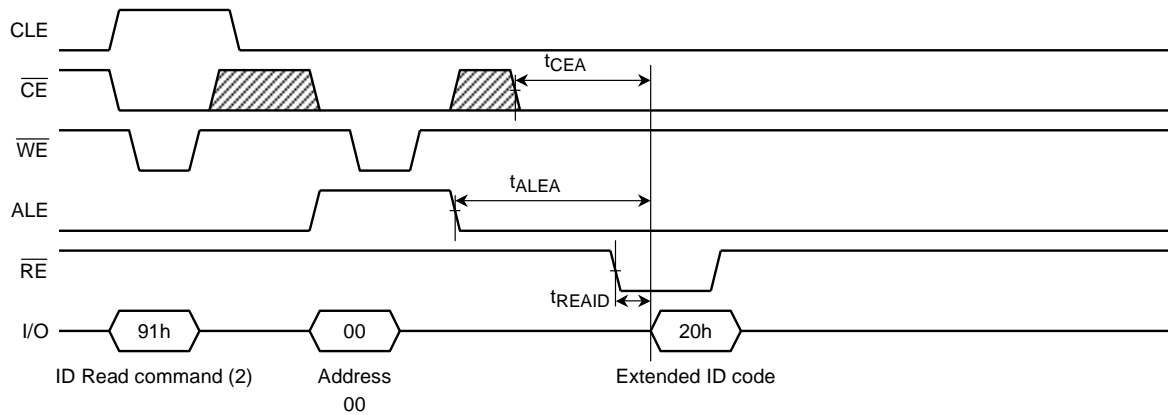 CLE
tCEA
CE
WE
tALEA
ALE
RE
tREAID
I/O 91h 00 20h
ID Read command (2) Address Extended ID code
00